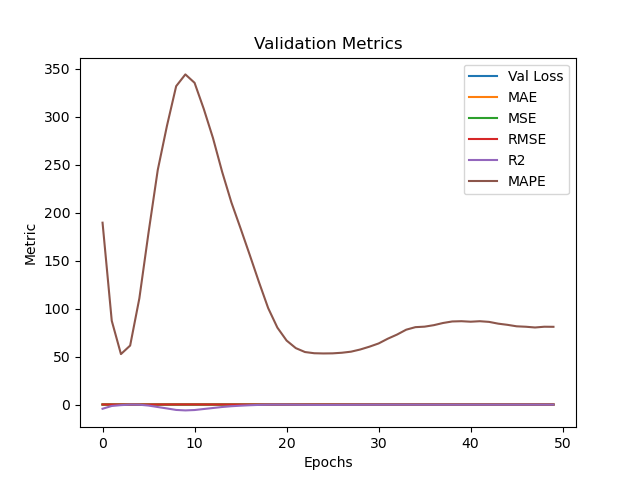 Validation Metrics
Metric
350
300
250
200
150
100
50
0
Val Loss
MAE
MSE
RMSE
R2
MAPE
0 10 20 30 40 50
Epochs